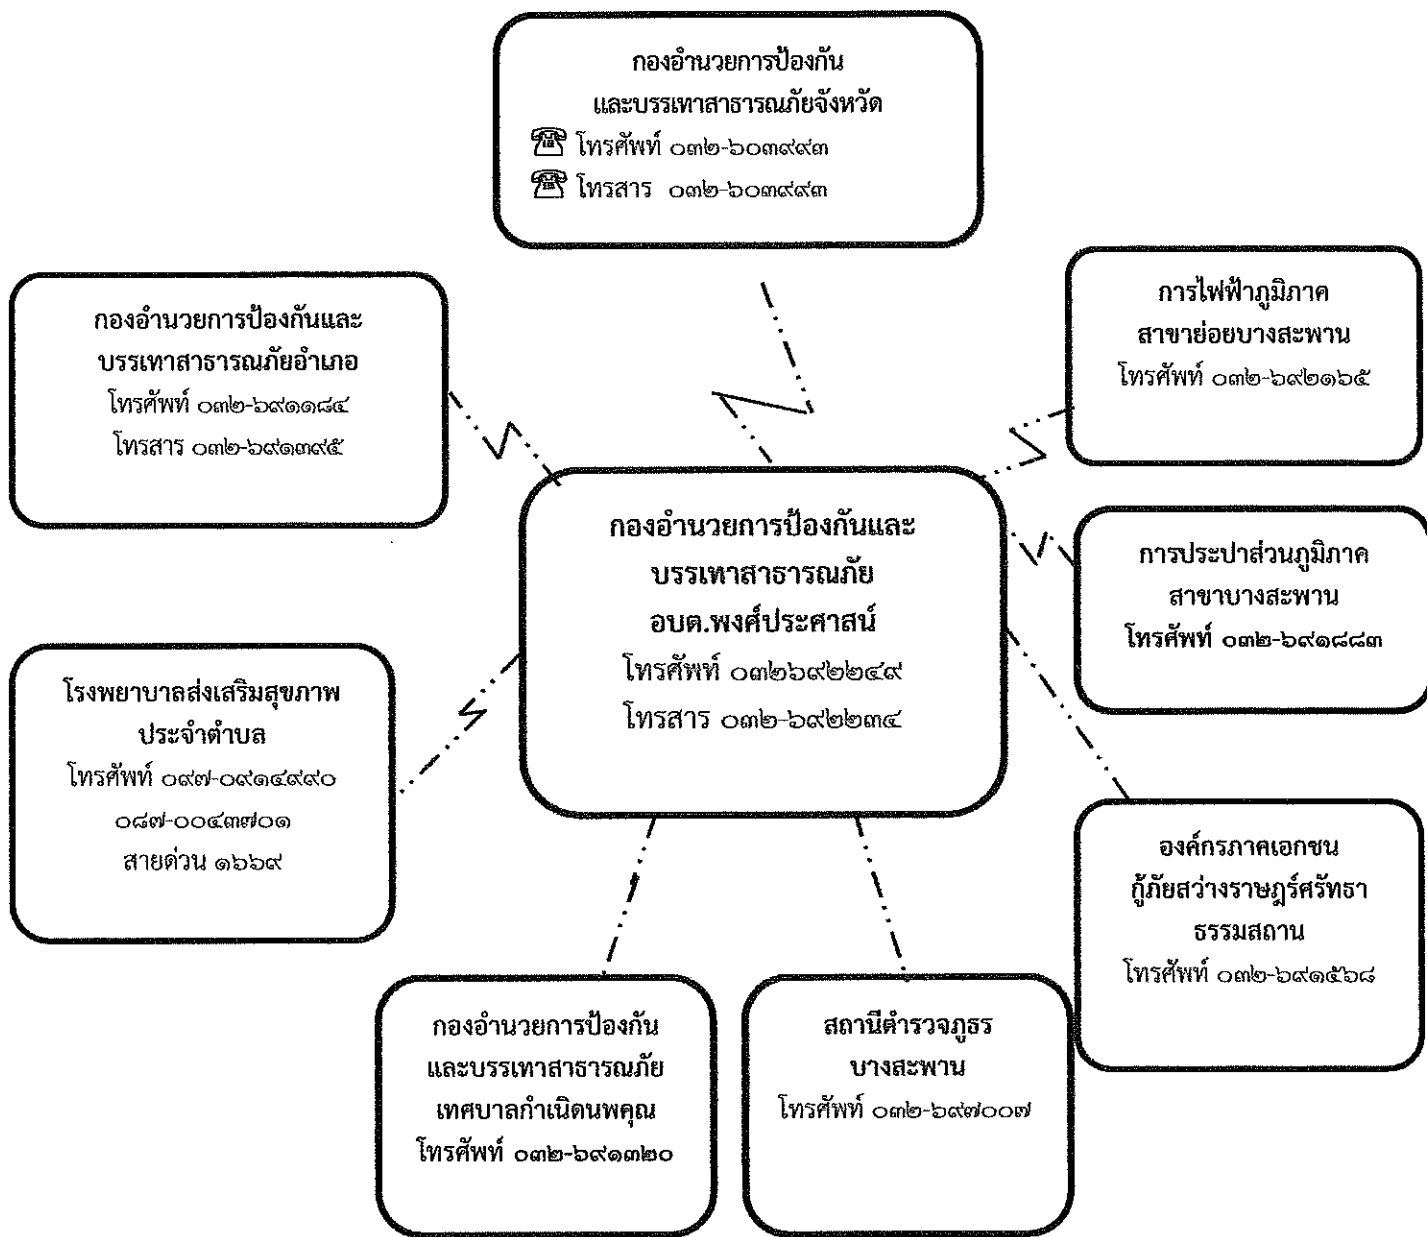 กองอำนวยการป้องกัน
และบรรเทาสาธารณภัยจังหวัด
โทรศัพท์ ๐๓๒-๖๐๓๙๙๓
โทรสาร ๐๓๒-๖๐๓๙๙๓
กองอำนวยการป้องกันและ
บรรเทาสาธารณภัยอำเภอ
โทรศัพท์ ๐๓๒-๖๙๑๑๘๔
โทรสาร ๐๓๒-๖๙๑๓๙๕
การไฟฟ้าภูมิภาค
สาขาย่อยบางสะพาน
โทรศัพท์ ๐๓๒-๖๙๒๑๖๕
กองอำนวยการป้องกันและ
บรรเทาสาธารณภัย
อบต.พงศ์ประศาสน์
โทรศัพท์ ๐๓๒๖๙๒๒๔๙
โทรสาร ๐๓๒-๖๙๒๒๓๔
การประปาส่วนภูมิภาค
สาขาบางสะพาน
โทรศัพท์ ๐๓๒-๖๙๑๘๘๓
โรงพยาบาลส่งเสริมสุขภาพ
ประจำตำบล
โทรศัพท์ ๐๙๗-๐๙๑๔๙๙๐
๐๘๗-๐๐๔๓๗๐๑
สายด่วน ๑๖๖๙
องค์กรภาคเอกชน
กู้ภัยสว่างราษฎร์ศรัทธา
ธรรมสถาน
โทรศัพท์ ๐๓๒-๖๙๑๕๖๘
กองอำนวยการป้องกัน
และบรรเทาสาธารณภัย
เทศบาลกำเนิดนพคุณ
โทรศัพท์ ๐๓๒-๖๙๑๓๒๐
สถานีตำรวจภูธร
บางสะพาน
โทรศัพท์ ๐๓๒-๖๙๗๐๐๗